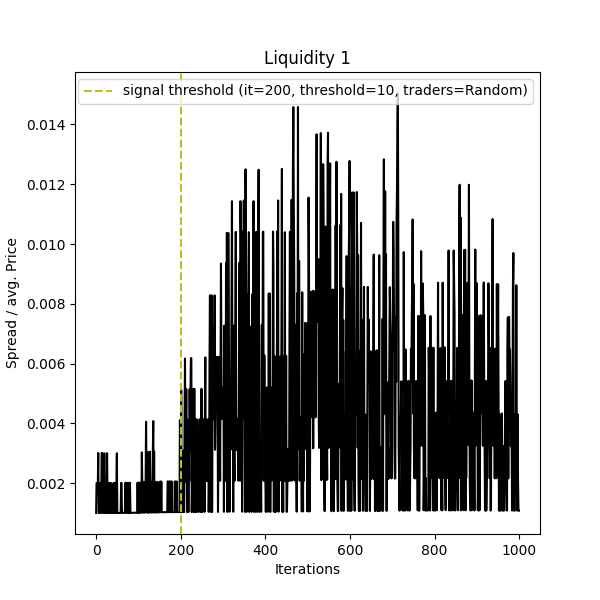 Liquidity 1
signal threshold (it=200, threshold=10, traders=Random)
Spread / avg. Price
0.014
0.012
0.010
0.008
0.006
0.004
0.002
0 200 400 600 800 1000
Iterations